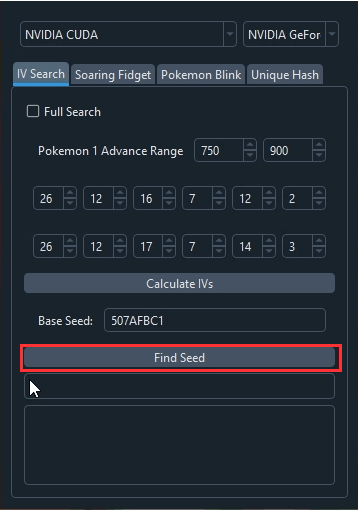 NVIDIA CUDA NVIDIA GeFor
IV Search Soaring Fidget Pokemon Blink Unique Hash
Full Search
Pokemon 1 Advance Range 750 900
26 12 16 7 12 2
26 12 17 7 14 3
Calculate IVs
Base Seed: 507AFBC1
Find Seed